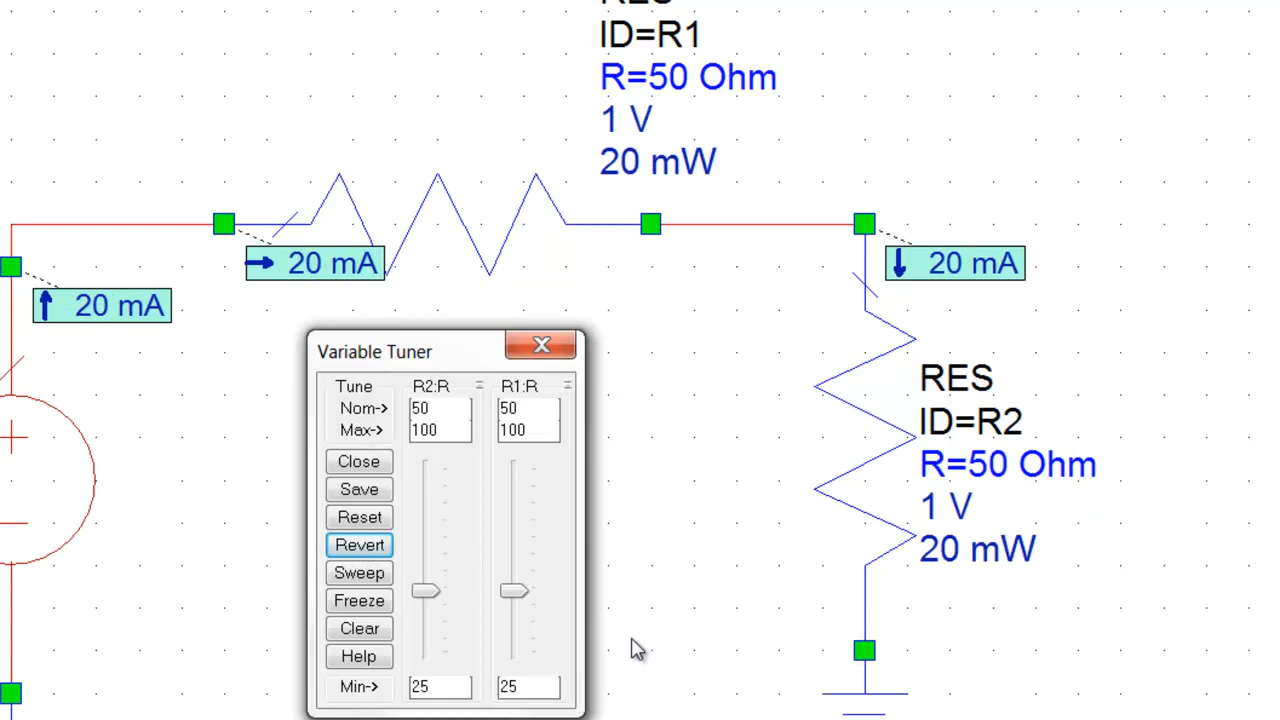 RES
ID=R1
R=50 Ohm
1 V
20 mW
20 mA
20 mA
20 mA
Variable Tuner
Tune R2:R R1:R
Nom-> 50 50
Max-> 100 100
Close
Save
Reset
Revert
Sweep
Freeze
Clear
Help
Min-> 25 25
RES
ID=R2
R=50 Ohm
1 V
20 mW